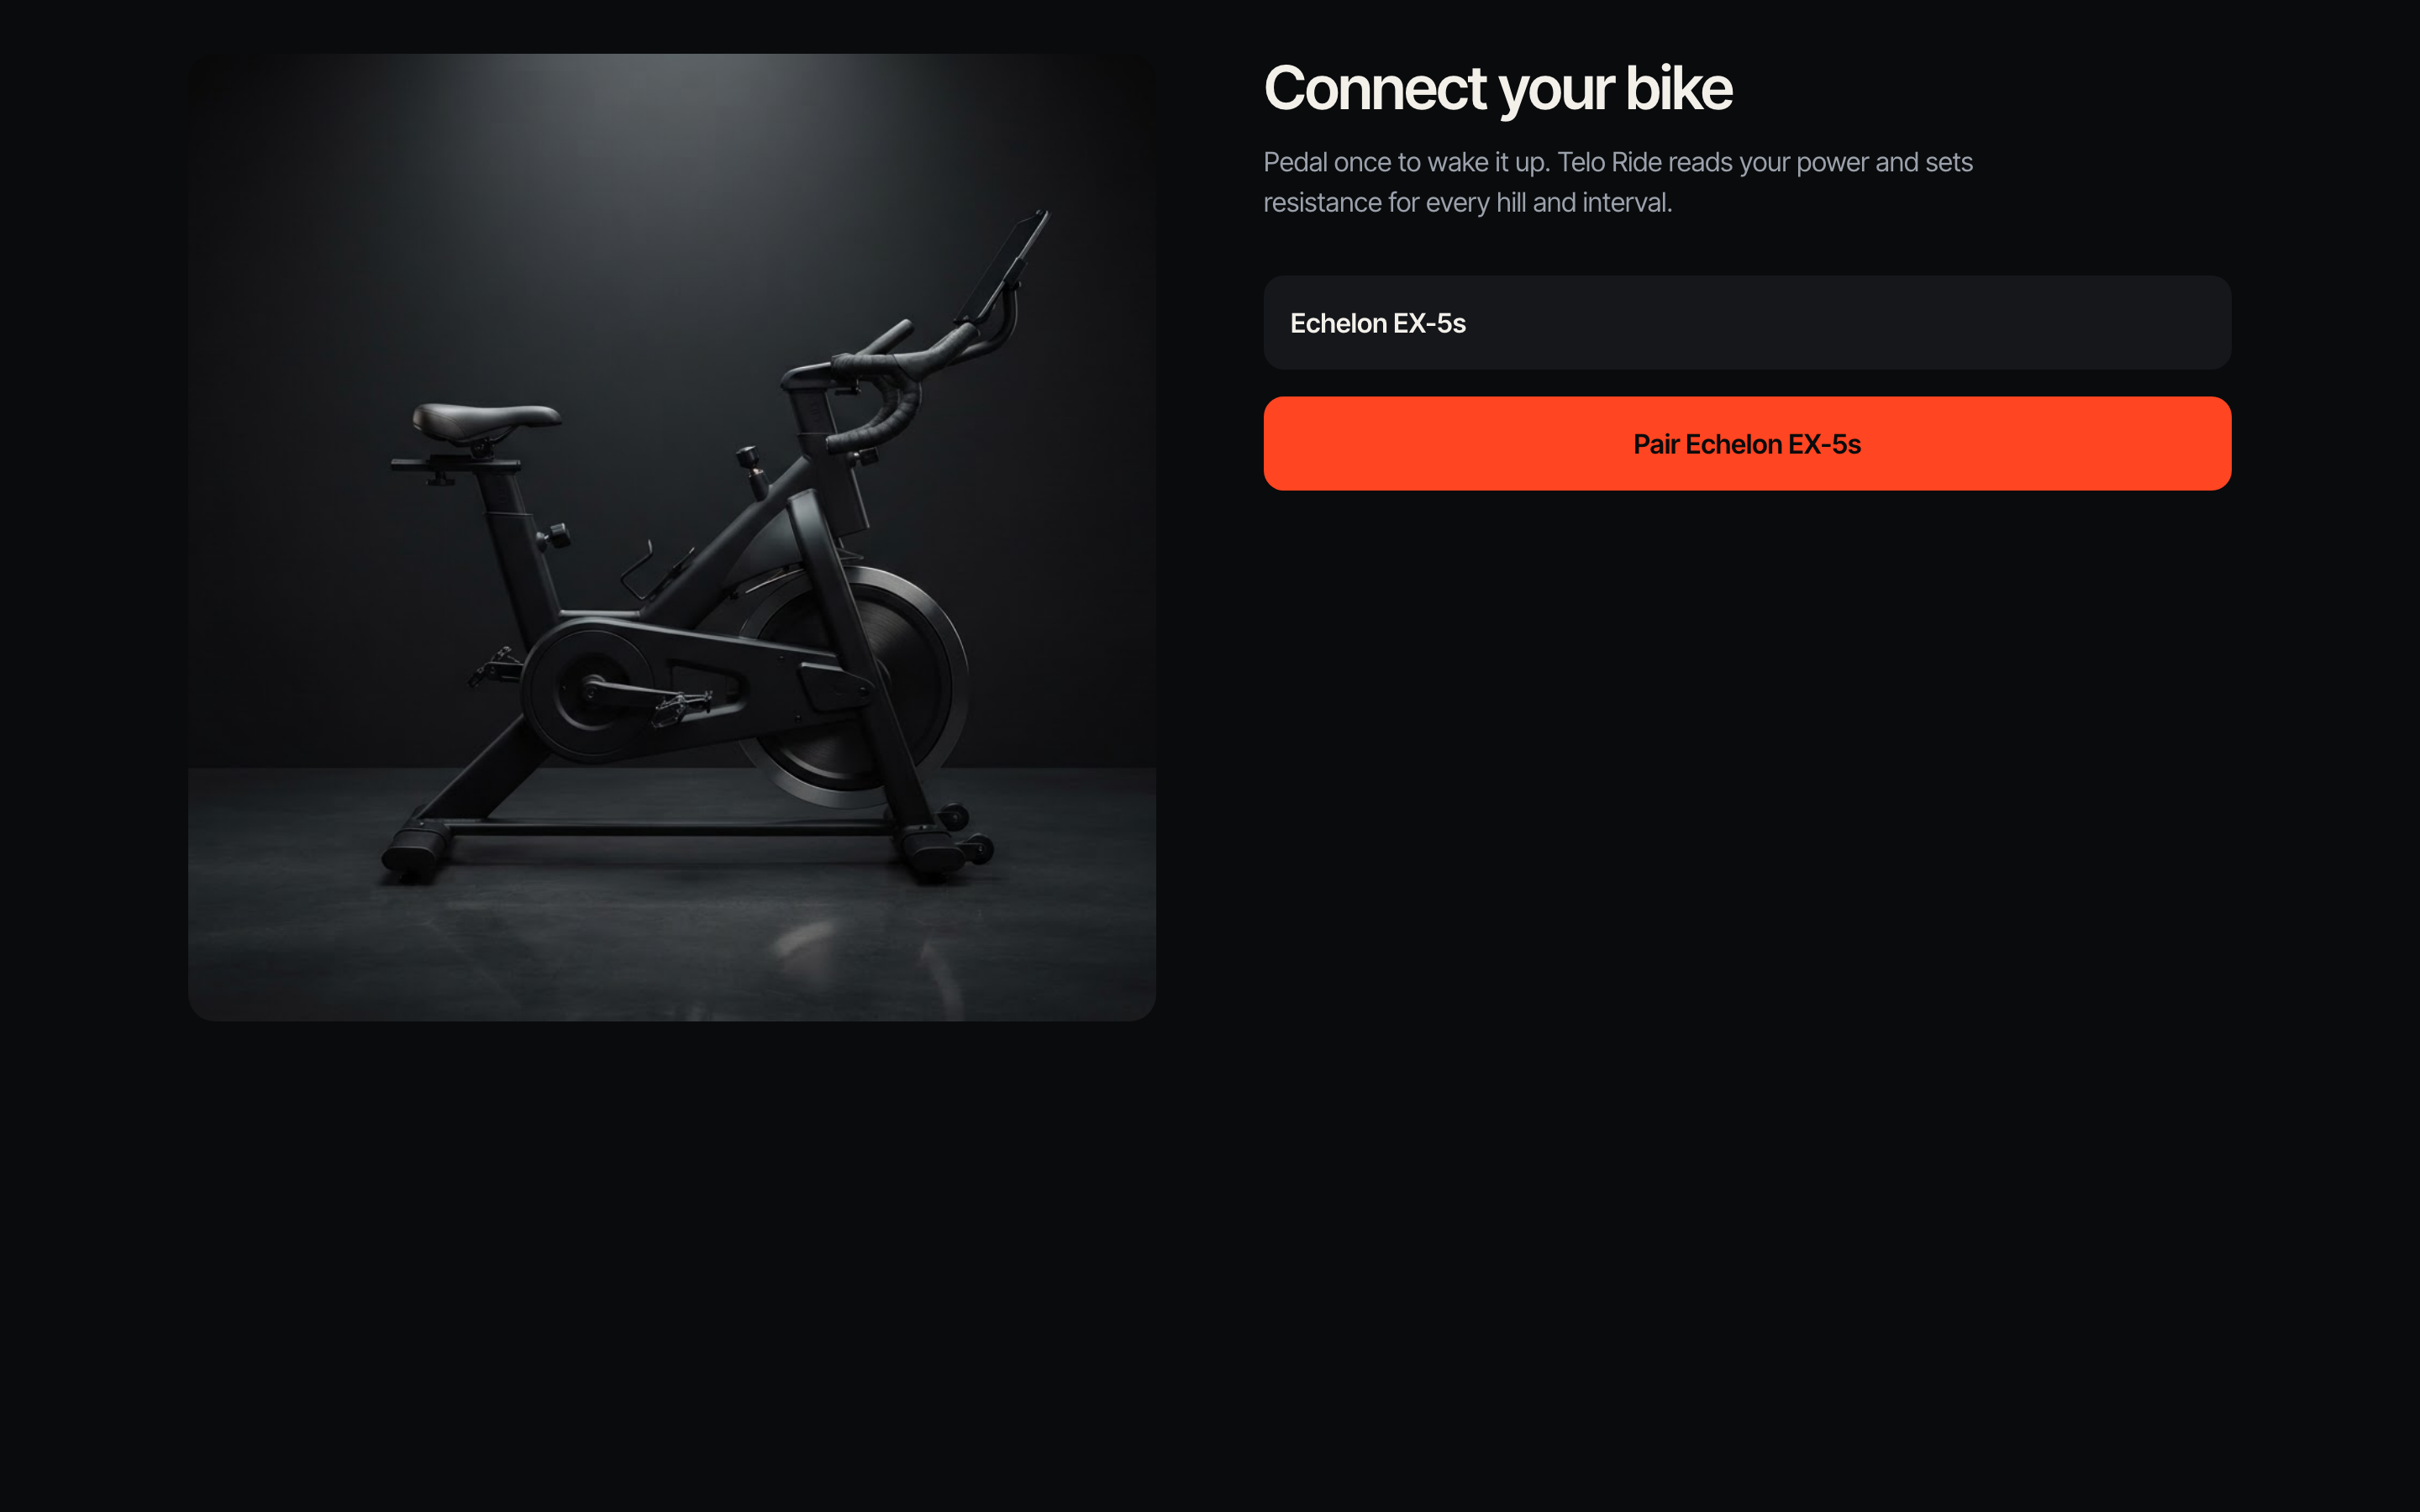 Connect your bike
Pedal once to wake it up. Telo Ride reads your power and sets
resistance for every hill and interval.
Echelon EX-5s
Pair Echelon EX-5s